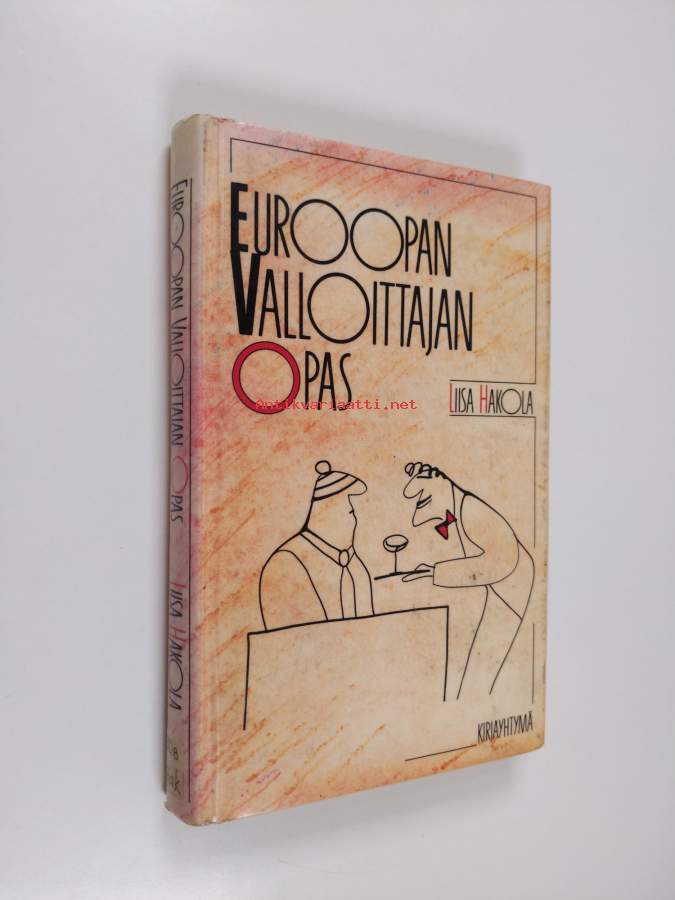 EUROOPAN
VALLOITTAJAN
OPAS
LIISA HAKOLA
KIRJAYHTYMÄ
EUROOPAN VALLOITTAJAN OPAS LIISA HAKOLA
Antikvariaatti.net